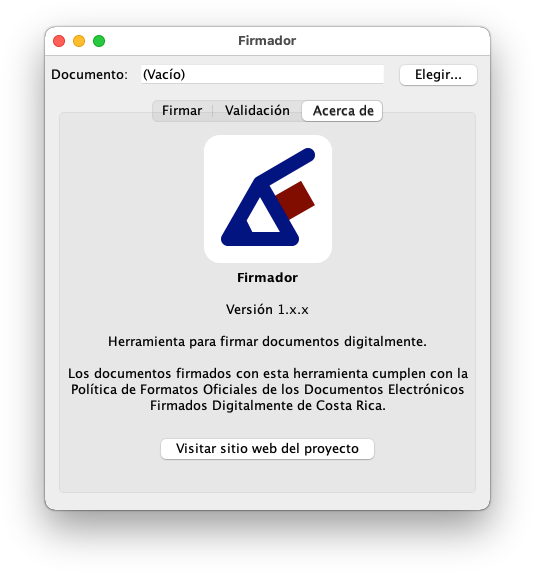 Firmador
Documento: (Vacío) Elegir...
Firmar Validación Acerca de
Firmador
Versión 1.x.x
Herramienta para firmar documentos digitalmente.
Los documentos firmados con esta herramienta cumplen con la
Política de Formatos Oficiales de los Documentos Electrónicos
Firmados Digitalmente de Costa Rica.
Visitar sitio web del proyecto